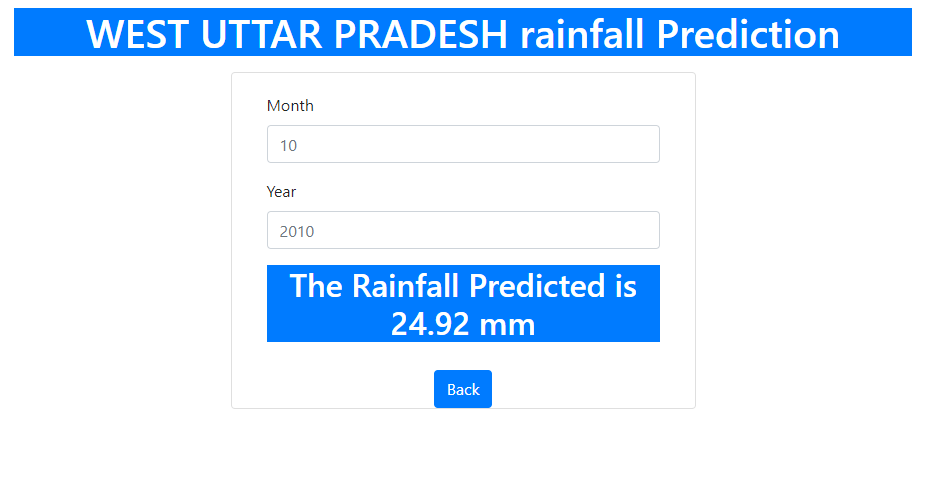 WEST UTTAR PRADESH rainfall Prediction
Month
10
Year
2010
The Rainfall Predicted is
24.92 mm
Back